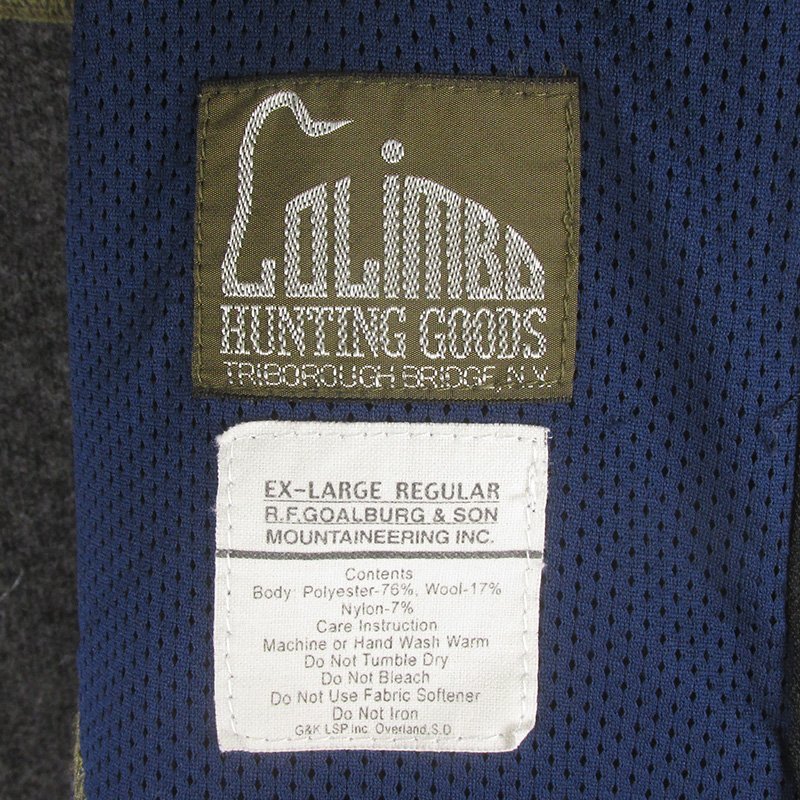 COLIMBO
HUNTING GOODS
TRIBOROUGH BRIDGE, N.Y.
EX-LARGE REGULAR
R.F.GOALBURG & SON
MOUNTAINEERING INC.
Contents
Body: Polyester-76%, Wool-17%
Nylon-7%
Care Instruction
Machine or Hand Wash Warm
Do Not Tumble Dry
Do Not Bleach
Do Not Use Fabric Softener
Do Not Iron
G&K LSP Inc. Overland,S.D